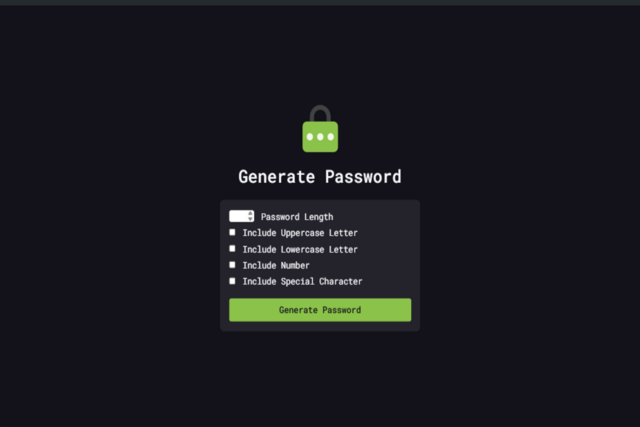 Generate Password
Password Length
Include Uppercase Letter
Include Lowercase Letter
Include Number
Include Special Character
Generate Password